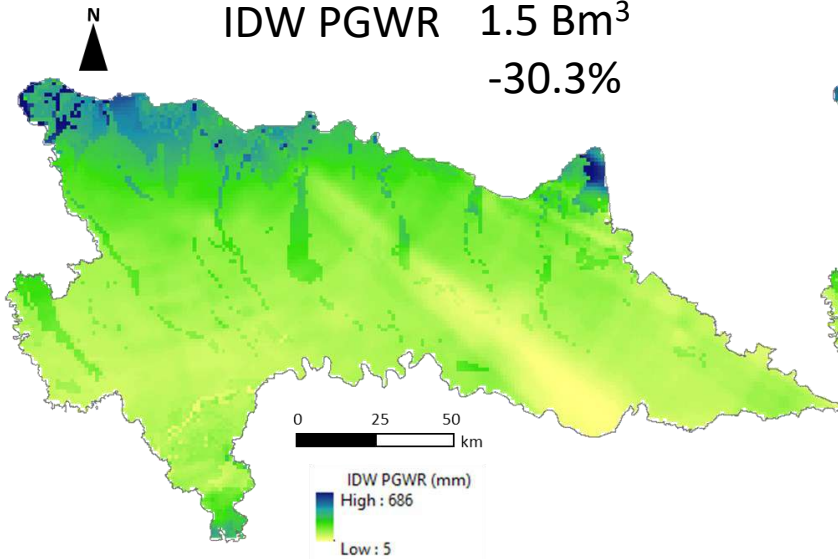 N
IDW PGWR 1.5 Bm³
-30.3%
0 25 50
km
IDW PGWR (mm)
High : 686
Low : 5